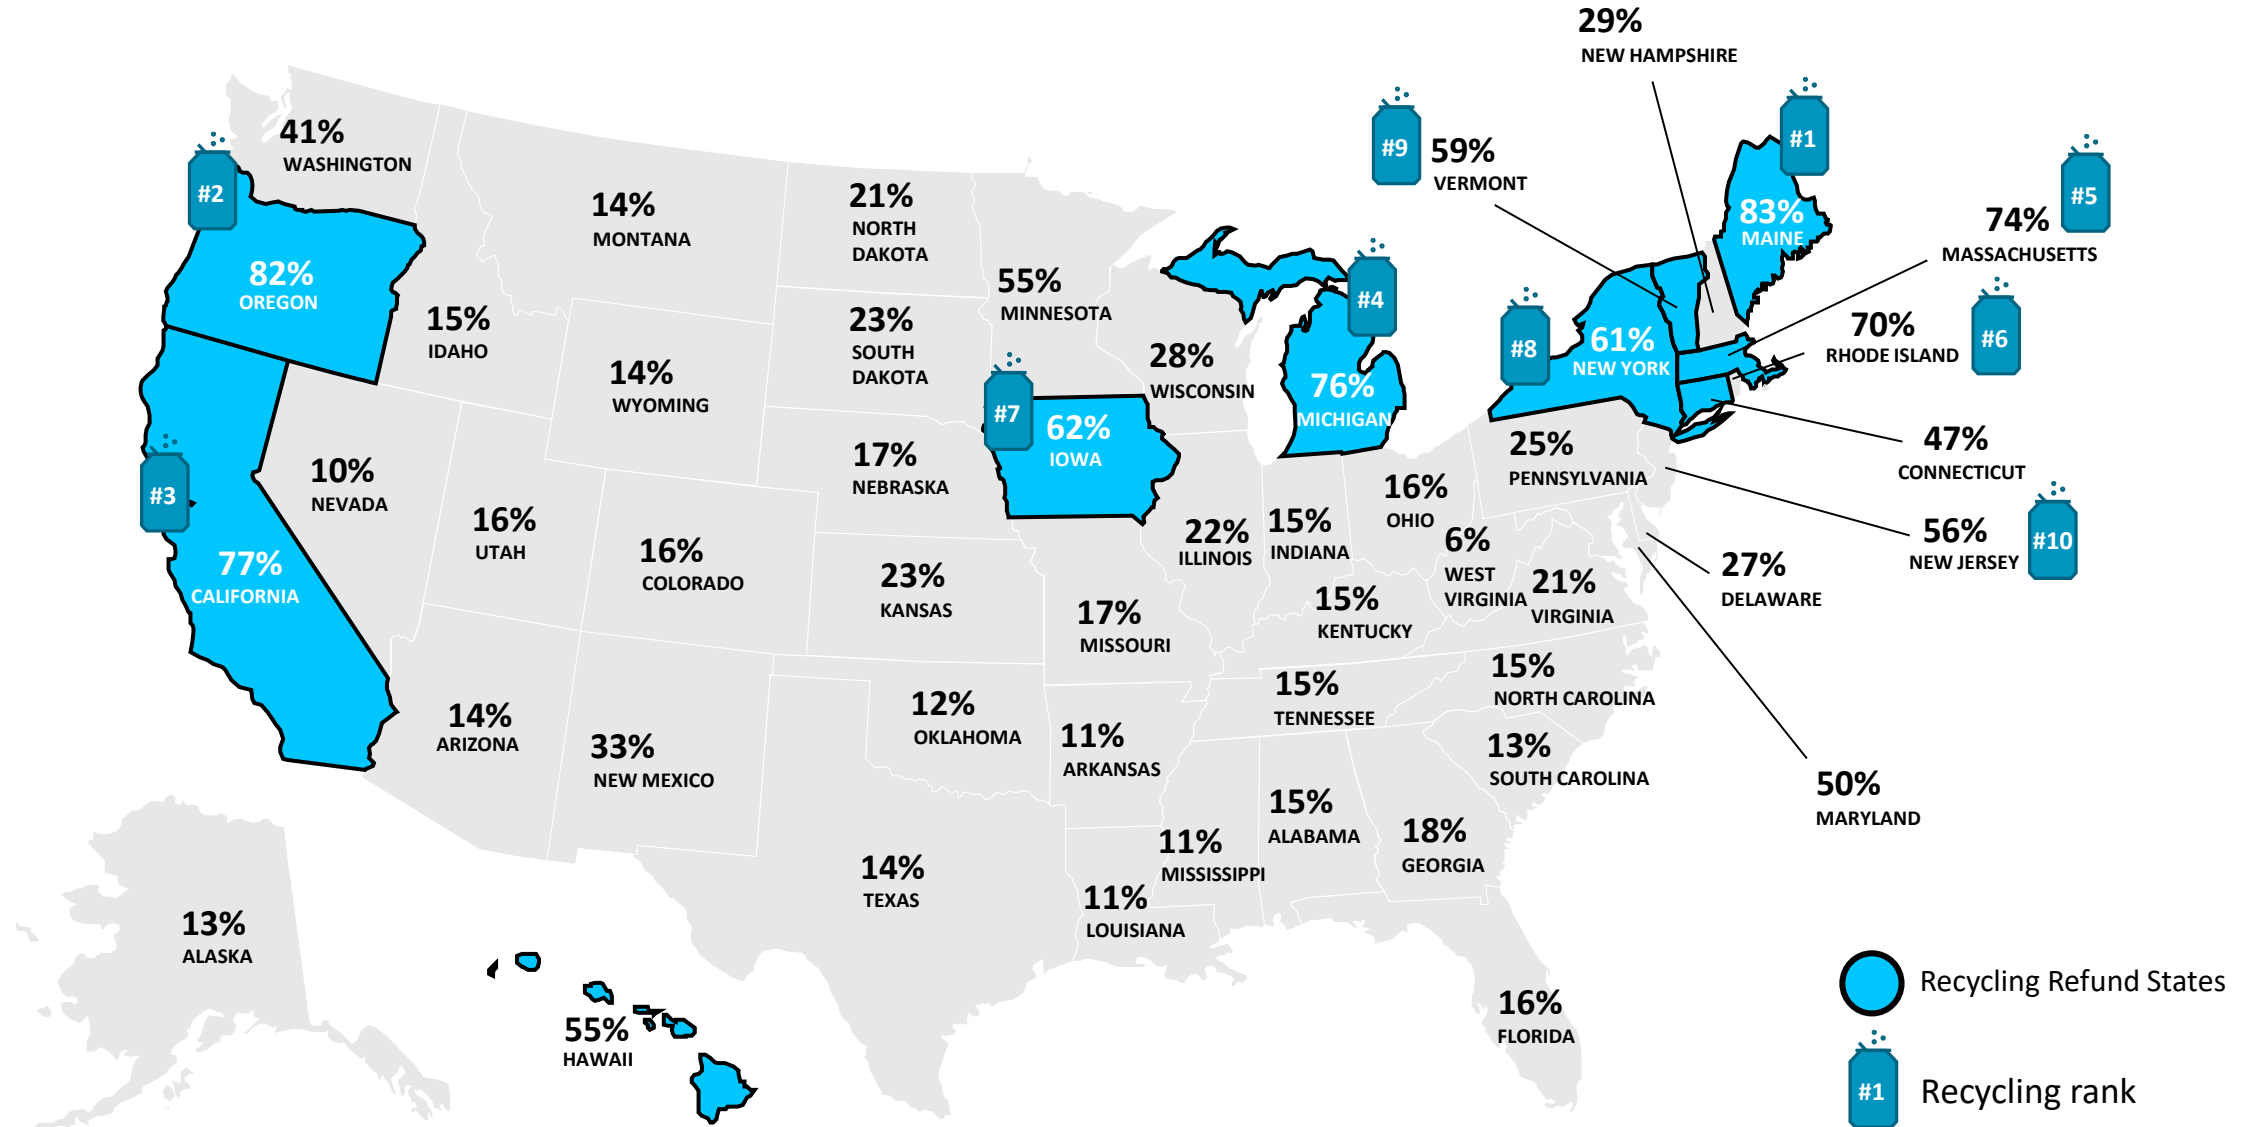 29%
NEW HAMPSHIRE
#1
41%
WASHINGTON
#9
59%
VERMONT
#2
14%
MONTANA
21%
NORTH
DAKOTA
83%
MAINE
#5
74%
MASSACHUSETTS
82%
OREGON
55%
MINNESOTA
#4
15%
IDAHO
23%
SOUTH
DAKOTA
28%
WISCONSIN
#8
61%
NEW YORK
70%
RHODE ISLAND
#6
14%
WYOMING
#7
62%
IOWA
76%
MICHIGAN
47%
CONNECTICUT
#3
10%
NEVADA
17%
NEBRASKA
25%
PENNSYLVANIA
16%
OHIO
16%
UTAH
16%
COLORADO
22%
ILLINOIS
15%
INDIANA
6%
WEST
VIRGINIA
56%
NEW JERSEY
#10
77%
CALIFORNIA
23%
KANSAS
17%
MISSOURI
15%
KENTUCKY
21%
VIRGINIA
27%
DELAWARE
14%
ARIZONA
33%
NEW MEXICO
12%
OKLAHOMA
11%
ARKANSAS
15%
TENNESSEE
15%
NORTH CAROLINA
13%
SOUTH CAROLINA
50%
MARYLAND
14%
TEXAS
11%
LOUISIANA
11%
MISSISSIPPI
15%
ALABAMA
18%
GEORGIA
13%
ALASKA
55%
HAWAII
16%
FLORIDA
Recycling Refund States
#1
Recycling rank